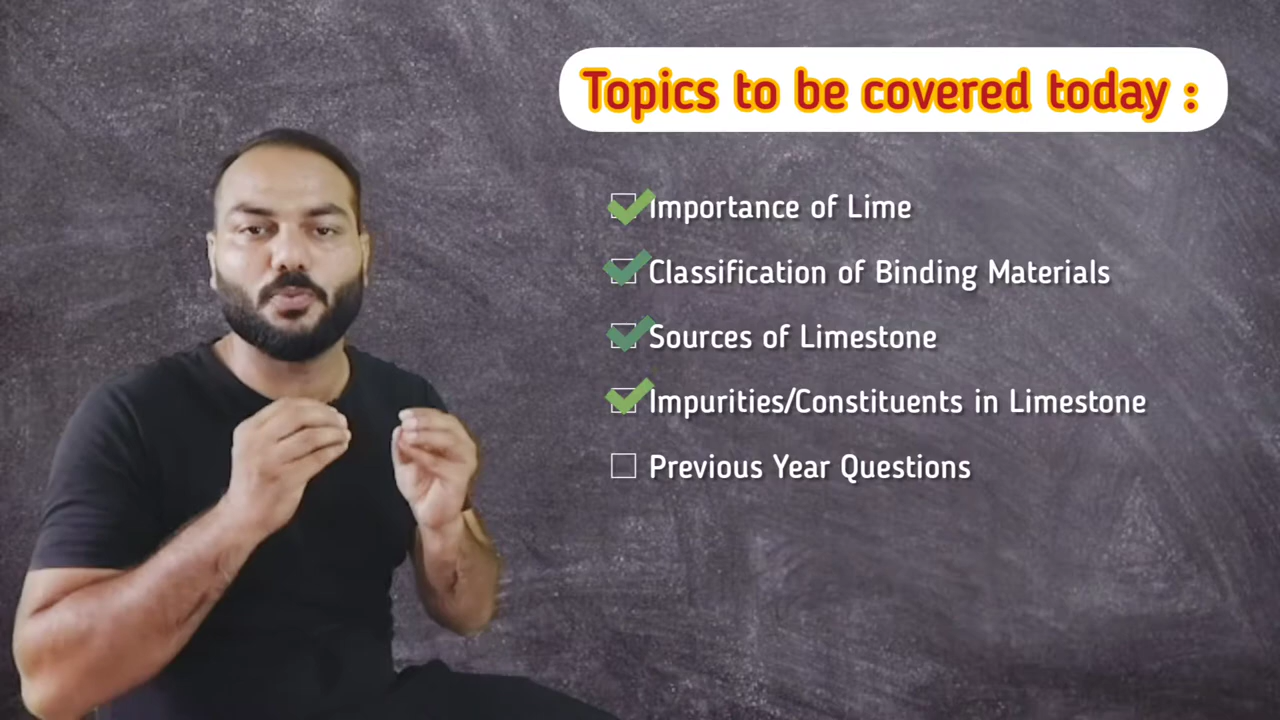 Topics to be covered today :
Importance of Lime
Classification of Binding Materials
Sources of Limestone
Impurities/Constituents in Limestone
Previous Year Questions